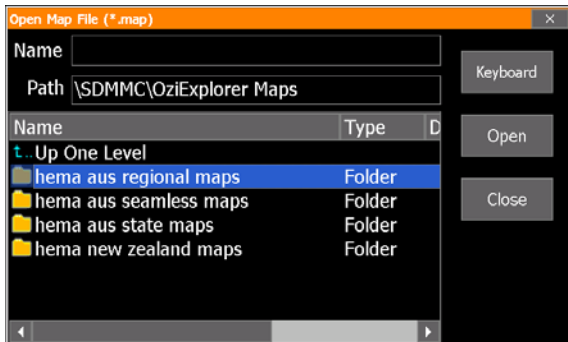 Open Map File (*.map)
Name
Path \SDMMC\OziExplorer Maps
Keyboard
Open
Close
Name Type D
t..Up One Level
hema aus regional maps Folder
hema aus seamless maps Folder
hema aus state maps Folder
hema new zealand maps Folder